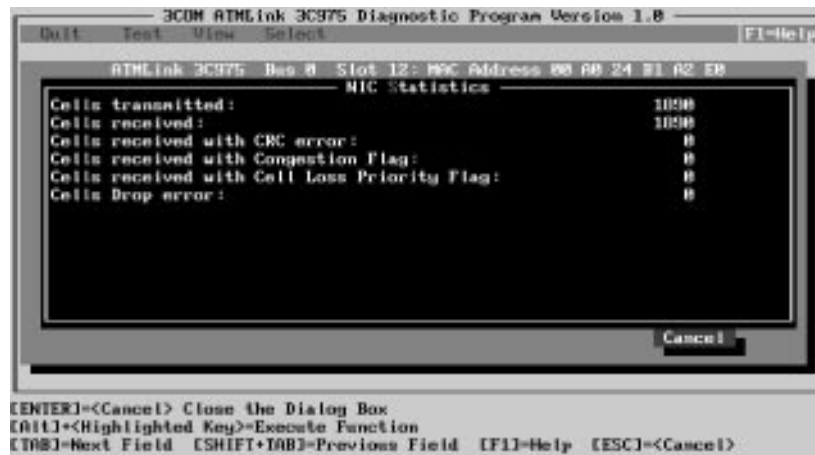 3COM ATMLink 3C975 Diagnostic Program Version 1.0
Quit Test View Select F1=Help
ATMLink 3C975 Bus 0 Slot 12: MAC Address 00 A0 24 B1 A2 E0
NIC Statistics
Cells transmitted: 1890
Cells received: 1890
Cells received with CRC error: 0
Cells received with Congestion Flag: 0
Cells received with Cell Loss Priority Flag: 0
Cells Drop error: 0
Cancel
[ENTER]=<Cancel> Close the Dialog Box
[Alt]+<Highlighted Key>=Execute Function
[TAB]=Next Field [SHIFT+TAB]=Previous Field [F1]=Help [ESC]=<Cancel>